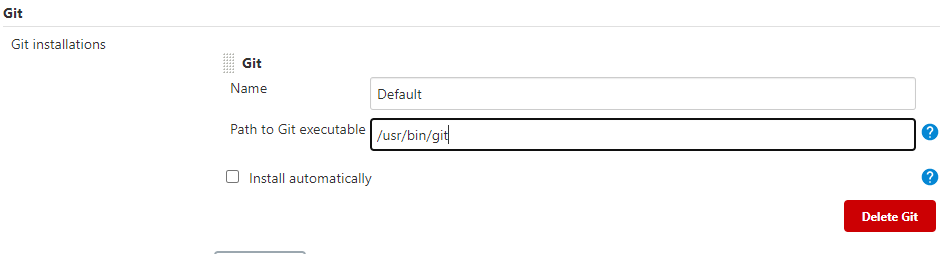 Git
Git installations
Git
Name
Default
Path to Git executable
/usr/bin/git
?
Install automatically
?
Delete Git